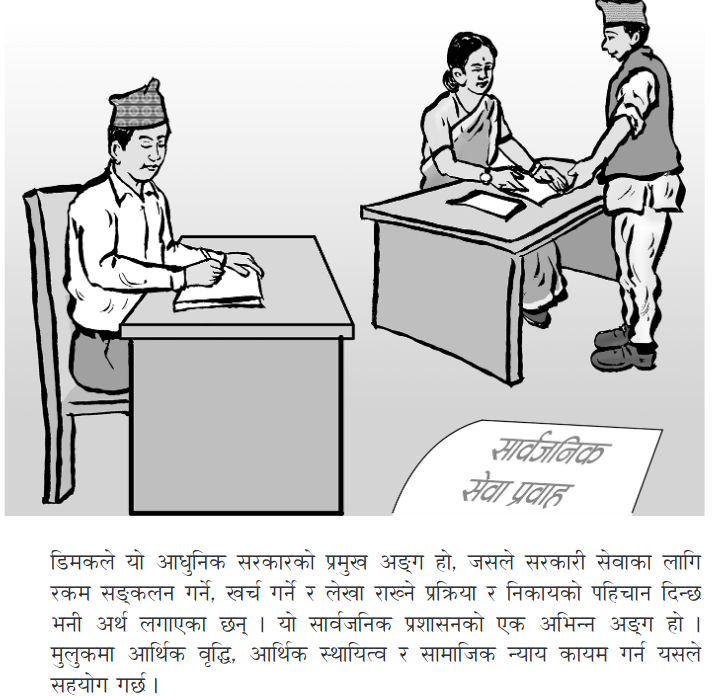 सार्वजनिक
सेवा प्रवाह
डिमकले यो आधुनिक सरकारको प्रमुख अङ्ग हो, जसले सरकारी सेवाका लागि
रकम सङ्कलन गर्ने, खर्च गर्ने र लेखा राख्ने प्रक्रिया र निकायको पहिचान दिन्छ
भनी अर्थ लगाएका छन् । यो सार्वजनिक प्रशासनको एक अभिन्न अङ्ग हो ।
मुलुकमा आर्थिक वृद्धि, आर्थिक स्थायित्व र सामाजिक न्याय कायम गर्न यसले
सहयोग गर्छ ।